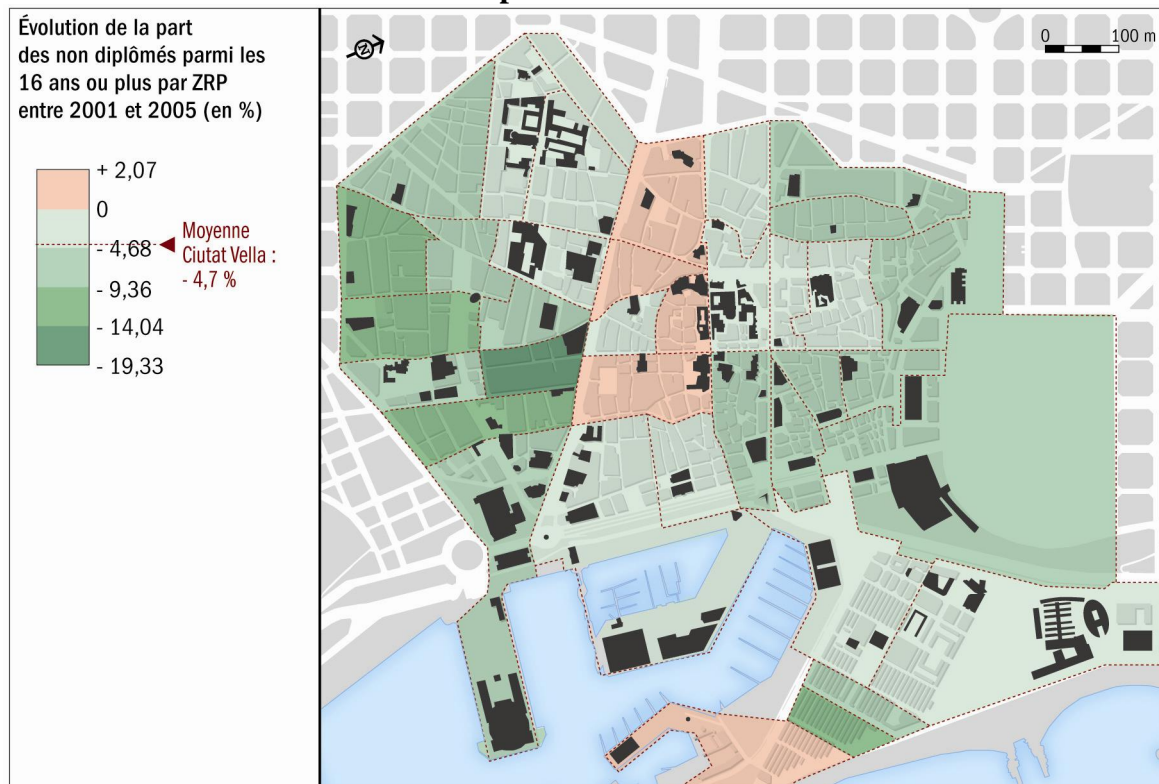 Évolution de la part
des non diplômés parmi les
16 ans ou plus par ZRP
entre 2001 et 2005 (en %)
+ 2,07
0
- 4,68
- 9,36
- 14,04
- 19,33
Moyenne
Ciutat Vella :
- 4,7 %
N
0 100 m